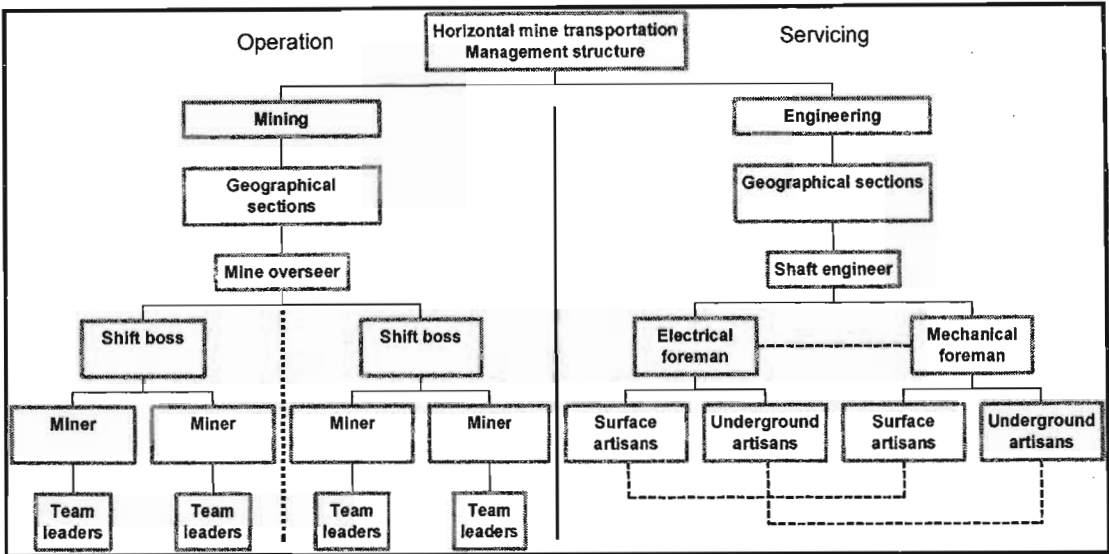 Operation
Horizontal mine transportation
Management structure
Servicing
Mining
Engineering
Geographical
sections
Geographical sections
Mine overseer
Shaft engineer
Shift boss
Shift boss
Electrical
foreman
Mechanical
foreman
Miner
Miner
Miner
Miner
Surface
artisans
Underground
artisans
Surface
artisans
Underground
artisans
Team
leaders
Team
leaders
Team
leaders
Team
leaders